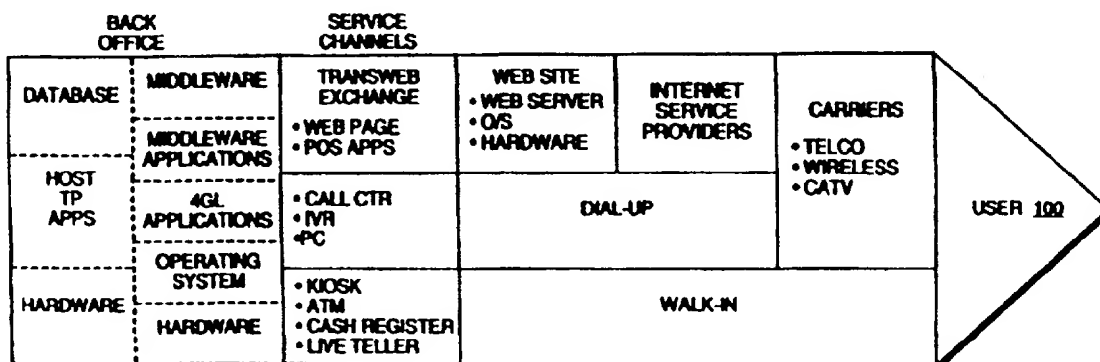 BACK
OFFICE
SERVICE
CHANNELS
DATABASE
HOST
TP
APPS
HARDWARE
MIDDLEWARE
MIDDLEWARE
APPLICATIONS
4GL
APPLICATIONS
OPERATING
SYSTEM
HARDWARE
TRANSWEB
EXCHANGE
• WEB PAGE
• POS APPS
• CALL CTR
• IVR
•PC
• KIOSK
• ATM
• CASH REGISTER
• LIVE TELLER
WEB SITE
• WEB SERVER
• O/S
• HARDWARE
INTERNET
SERVICE
PROVIDERS
DIAL-UP
WALK-IN
CARRIERS
• TELCO
• WIRELESS
• CATV
USER 100